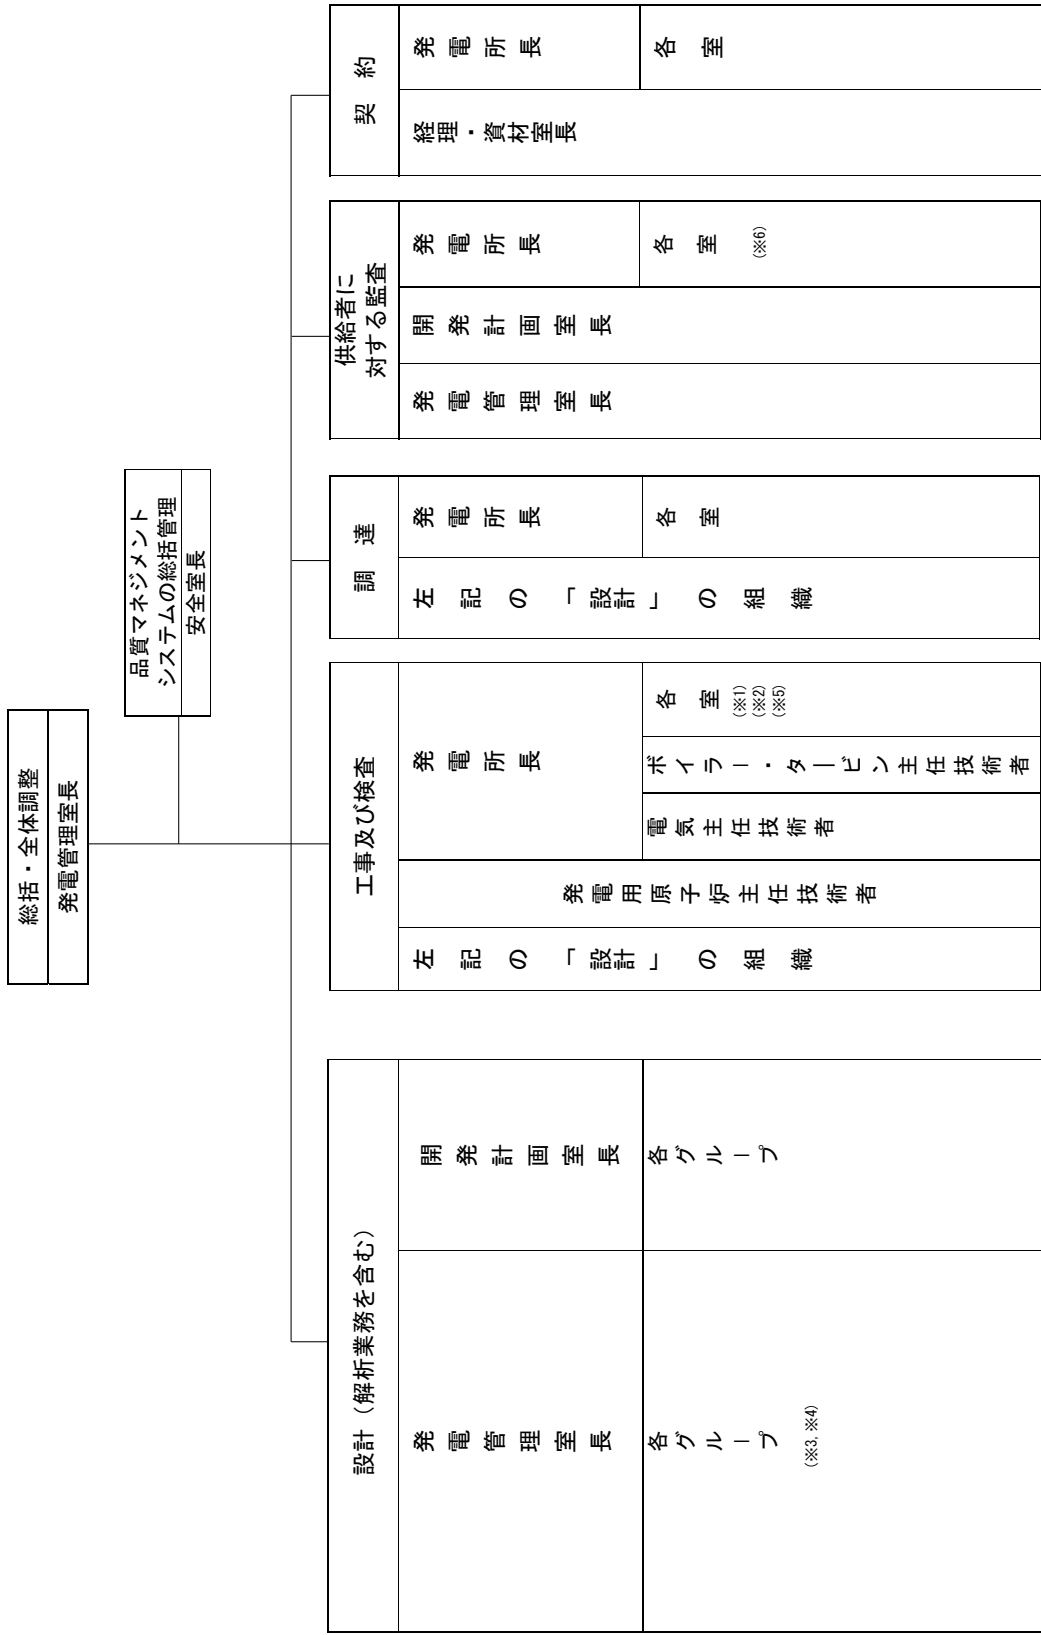 総括・全体調整
発電管理室長
品質マネジメント
システムの総括管理
安全室長
設計（解析業務を含む）
発電管理室長
各グループ
(※3,※4)
開発計画室長
各グループ
工事及び検査
左記の「設計」の組織
発電用原子炉主任技術者
発電所長
電気主任技術者
ボイラー・タービン主任技術者
各室
(※1)
(※2)
(※5)
調達
左記の「設計」の組織
発電所長
各室
供給者に
対する監査
発電管理室長
開発計画室長
発電所長
各室
(※6)
契約
経理・資材室長
発電所長
各室